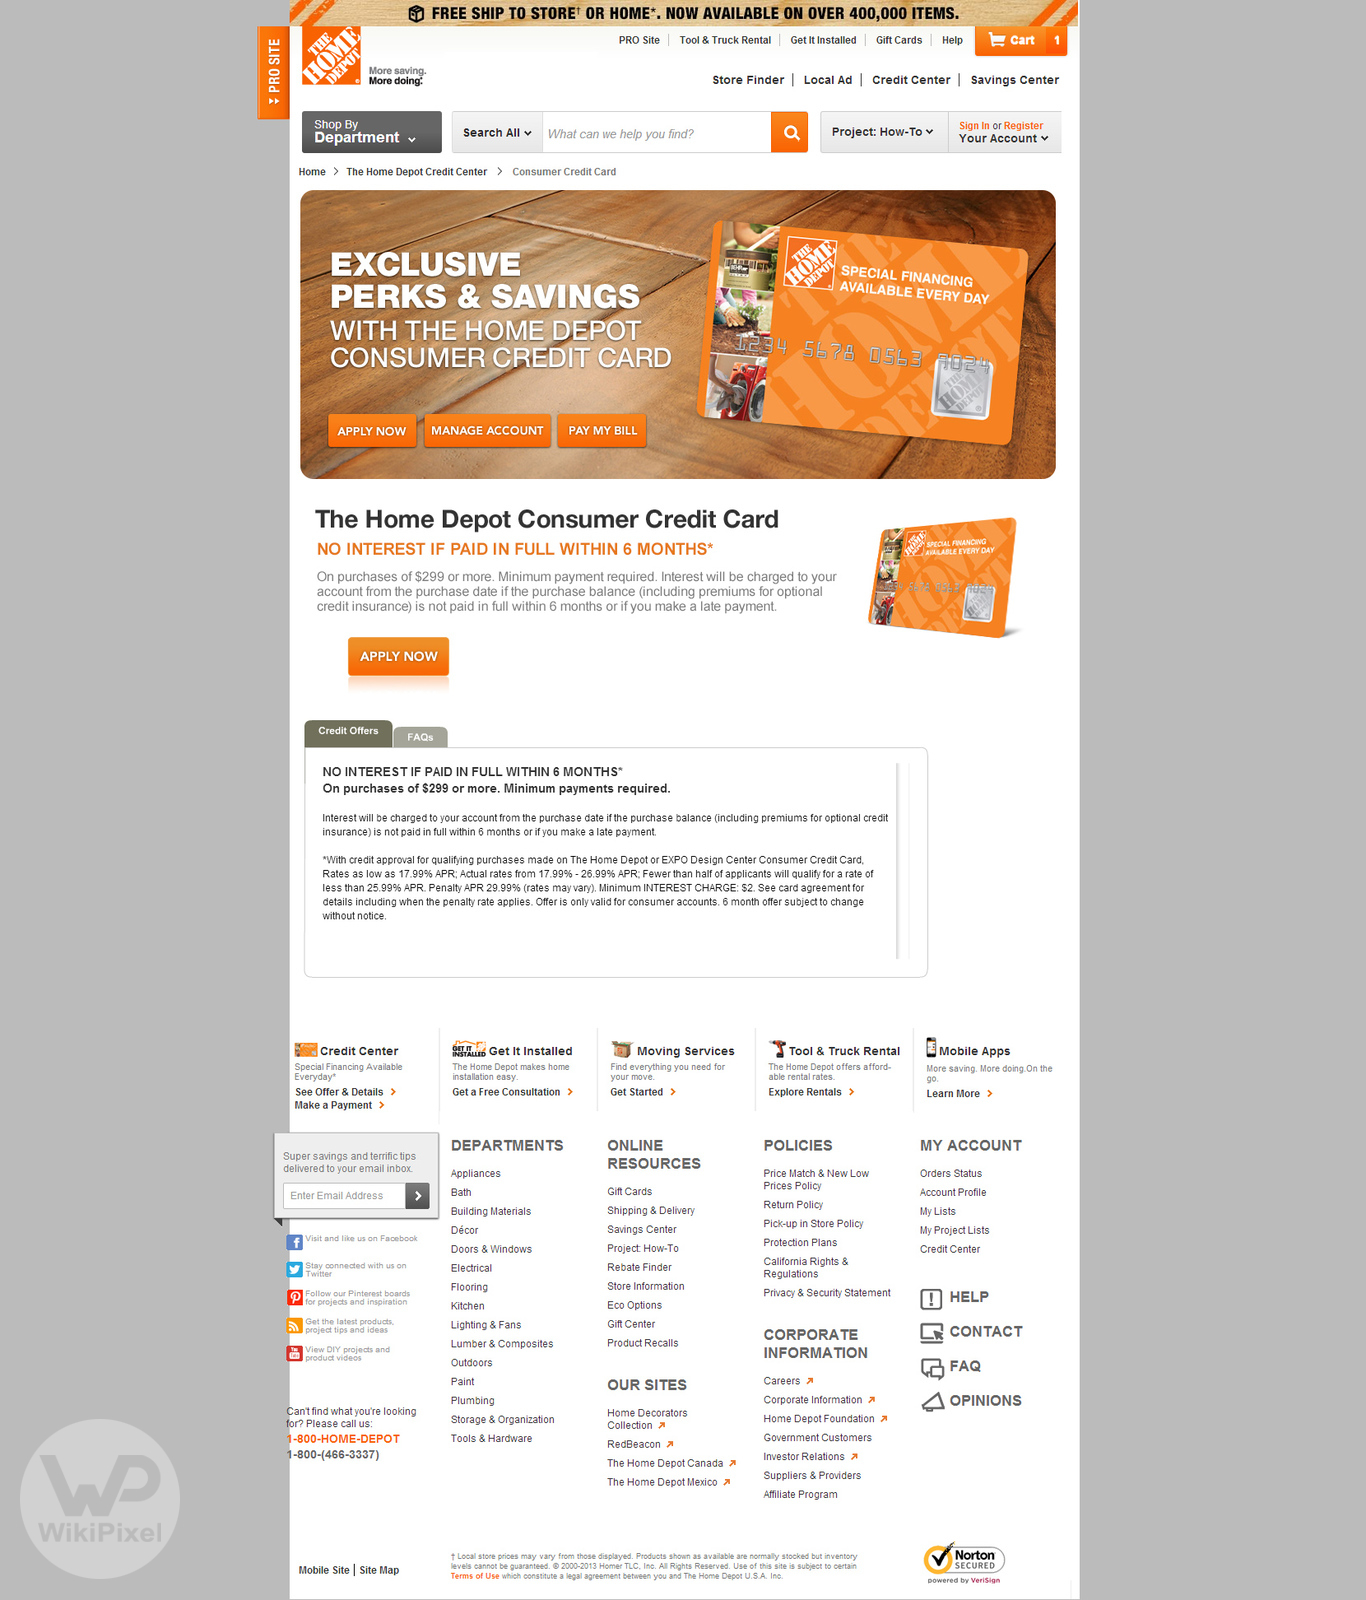 FREE SHIP TO STORE† OR HOME*. NOW AVAILABLE ON OVER 400,000 ITEMS.
PRO SITE
THE HOME DEPOT
More saving.
More doing.
PRO Site
Tool & Truck Rental
Get It Installed
Gift Cards
Help
Cart 1
Store Finder
Local Ad
Credit Center
Savings Center
Shop By
Department
Search All
What can we help you find?
Project: How-To
Sign In or Register
Your Account
Home > The Home Depot Credit Center > Consumer Credit Card
EXCLUSIVE
PERKS & SAVINGS
WITH THE HOME DEPOT
CONSUMER CREDIT CARD
APPLY NOW
MANAGE ACCOUNT
PAY MY BILL
THE HOME DEPOT
SPECIAL FINANCING
AVAILABLE EVERY DAY
1234 5678 0563 9024
THE HOME DEPOT
The Home Depot Consumer Credit Card
NO INTEREST IF PAID IN FULL WITHIN 6 MONTHS*
On purchases of $299 or more. Minimum payment required. Interest will be charged to your
account from the purchase date if the purchase balance (including premiums for optional
credit insurance) is not paid in full within 6 months or if you make a late payment.
APPLY NOW
SPECIAL FINANCING
AVAILABLE EVERY DAY
Credit Offers
FAQs
NO INTEREST IF PAID IN FULL WITHIN 6 MONTHS*
On purchases of $299 or more. Minimum payments required.
Interest will be charged to your account from the purchase date if the purchase balance (including premiums for optional credit
insurance) is not paid in full within 6 months or if you make a late payment.
*With credit approval for qualifying purchases made on The Home Depot or EXPO Design Center Consumer Credit Card,
Rates as low as 17.99% APR; Actual rates from 17.99% - 26.99% APR; Fewer than half of applicants will qualify for a rate of
less than 25.99% APR. Penalty APR 29.99% (rates may vary). Minimum INTEREST CHARGE: $2. See card agreement for
details including when the penalty rate applies. Offer is only valid for consumer accounts. 6 month offer subject to change
without notice.
Credit Center
Special Financing Available
Everyday*
See Offer & Details
Make a Payment
GET IT INSTALLED
Get It Installed
The Home Depot makes home
installation easy.
Get a Free Consultation
Moving Services
Find everything you need for
your move.
Get Started
Tool & Truck Rental
The Home Depot offers afford-
able rental rates.
Explore Rentals
Mobile Apps
More saving. More doing.On the
go.
Learn More
Super savings and terrific tips
delivered to your email inbox.
Enter Email Address
Visit and like us on Facebook
Stay connected with us on
Twitter
Follow our Pinterest boards
for projects and inspiration
Get the latest products,
project tips and ideas
View DIY projects and
product videos
Can't find what you're looking
for? Please call us:
1-800-HOME-DEPOT
1-800-(466-3337)
DEPARTMENTS
Appliances
Bath
Building Materials
Décor
Doors & Windows
Electrical
Flooring
Kitchen
Lighting & Fans
Lumber & Composites
Outdoors
Paint
Plumbing
Storage & Organization
Tools & Hardware
ONLINE
RESOURCES
Gift Cards
Shipping & Delivery
Savings Center
Project: How-To
Rebate Finder
Store Information
Eco Options
Gift Center
Product Recalls
OUR SITES
Home Decorators
Collection
RedBeacon
The Home Depot Canada
The Home Depot Mexico
POLICIES
Price Match & New Low
Prices Policy
Return Policy
Pick-up in Store Policy
Protection Plans
California Rights &
Regulations
Privacy & Security Statement
CORPORATE
INFORMATION
Careers
Corporate Information
Home Depot Foundation
Government Customers
Investor Relations
Suppliers & Providers
Affiliate Program
MY ACCOUNT
Orders Status
Account Profile
My Lists
My Project Lists
Credit Center
HELP
CONTACT
FAQ
OPINIONS
WP
WikiPixel
Mobile Site | Site Map
† Local store prices may vary from those displayed. Products shown as available are normally stocked but inventory
levels cannot be guaranteed. © 2000-2013 Homer TLC, Inc. All Rights Reserved. Use of this site is subject to certain
Terms of Use which constitute a legal agreement between you and The Home Depot U.S.A. Inc.
Norton
SECURED
powered by VeriSign